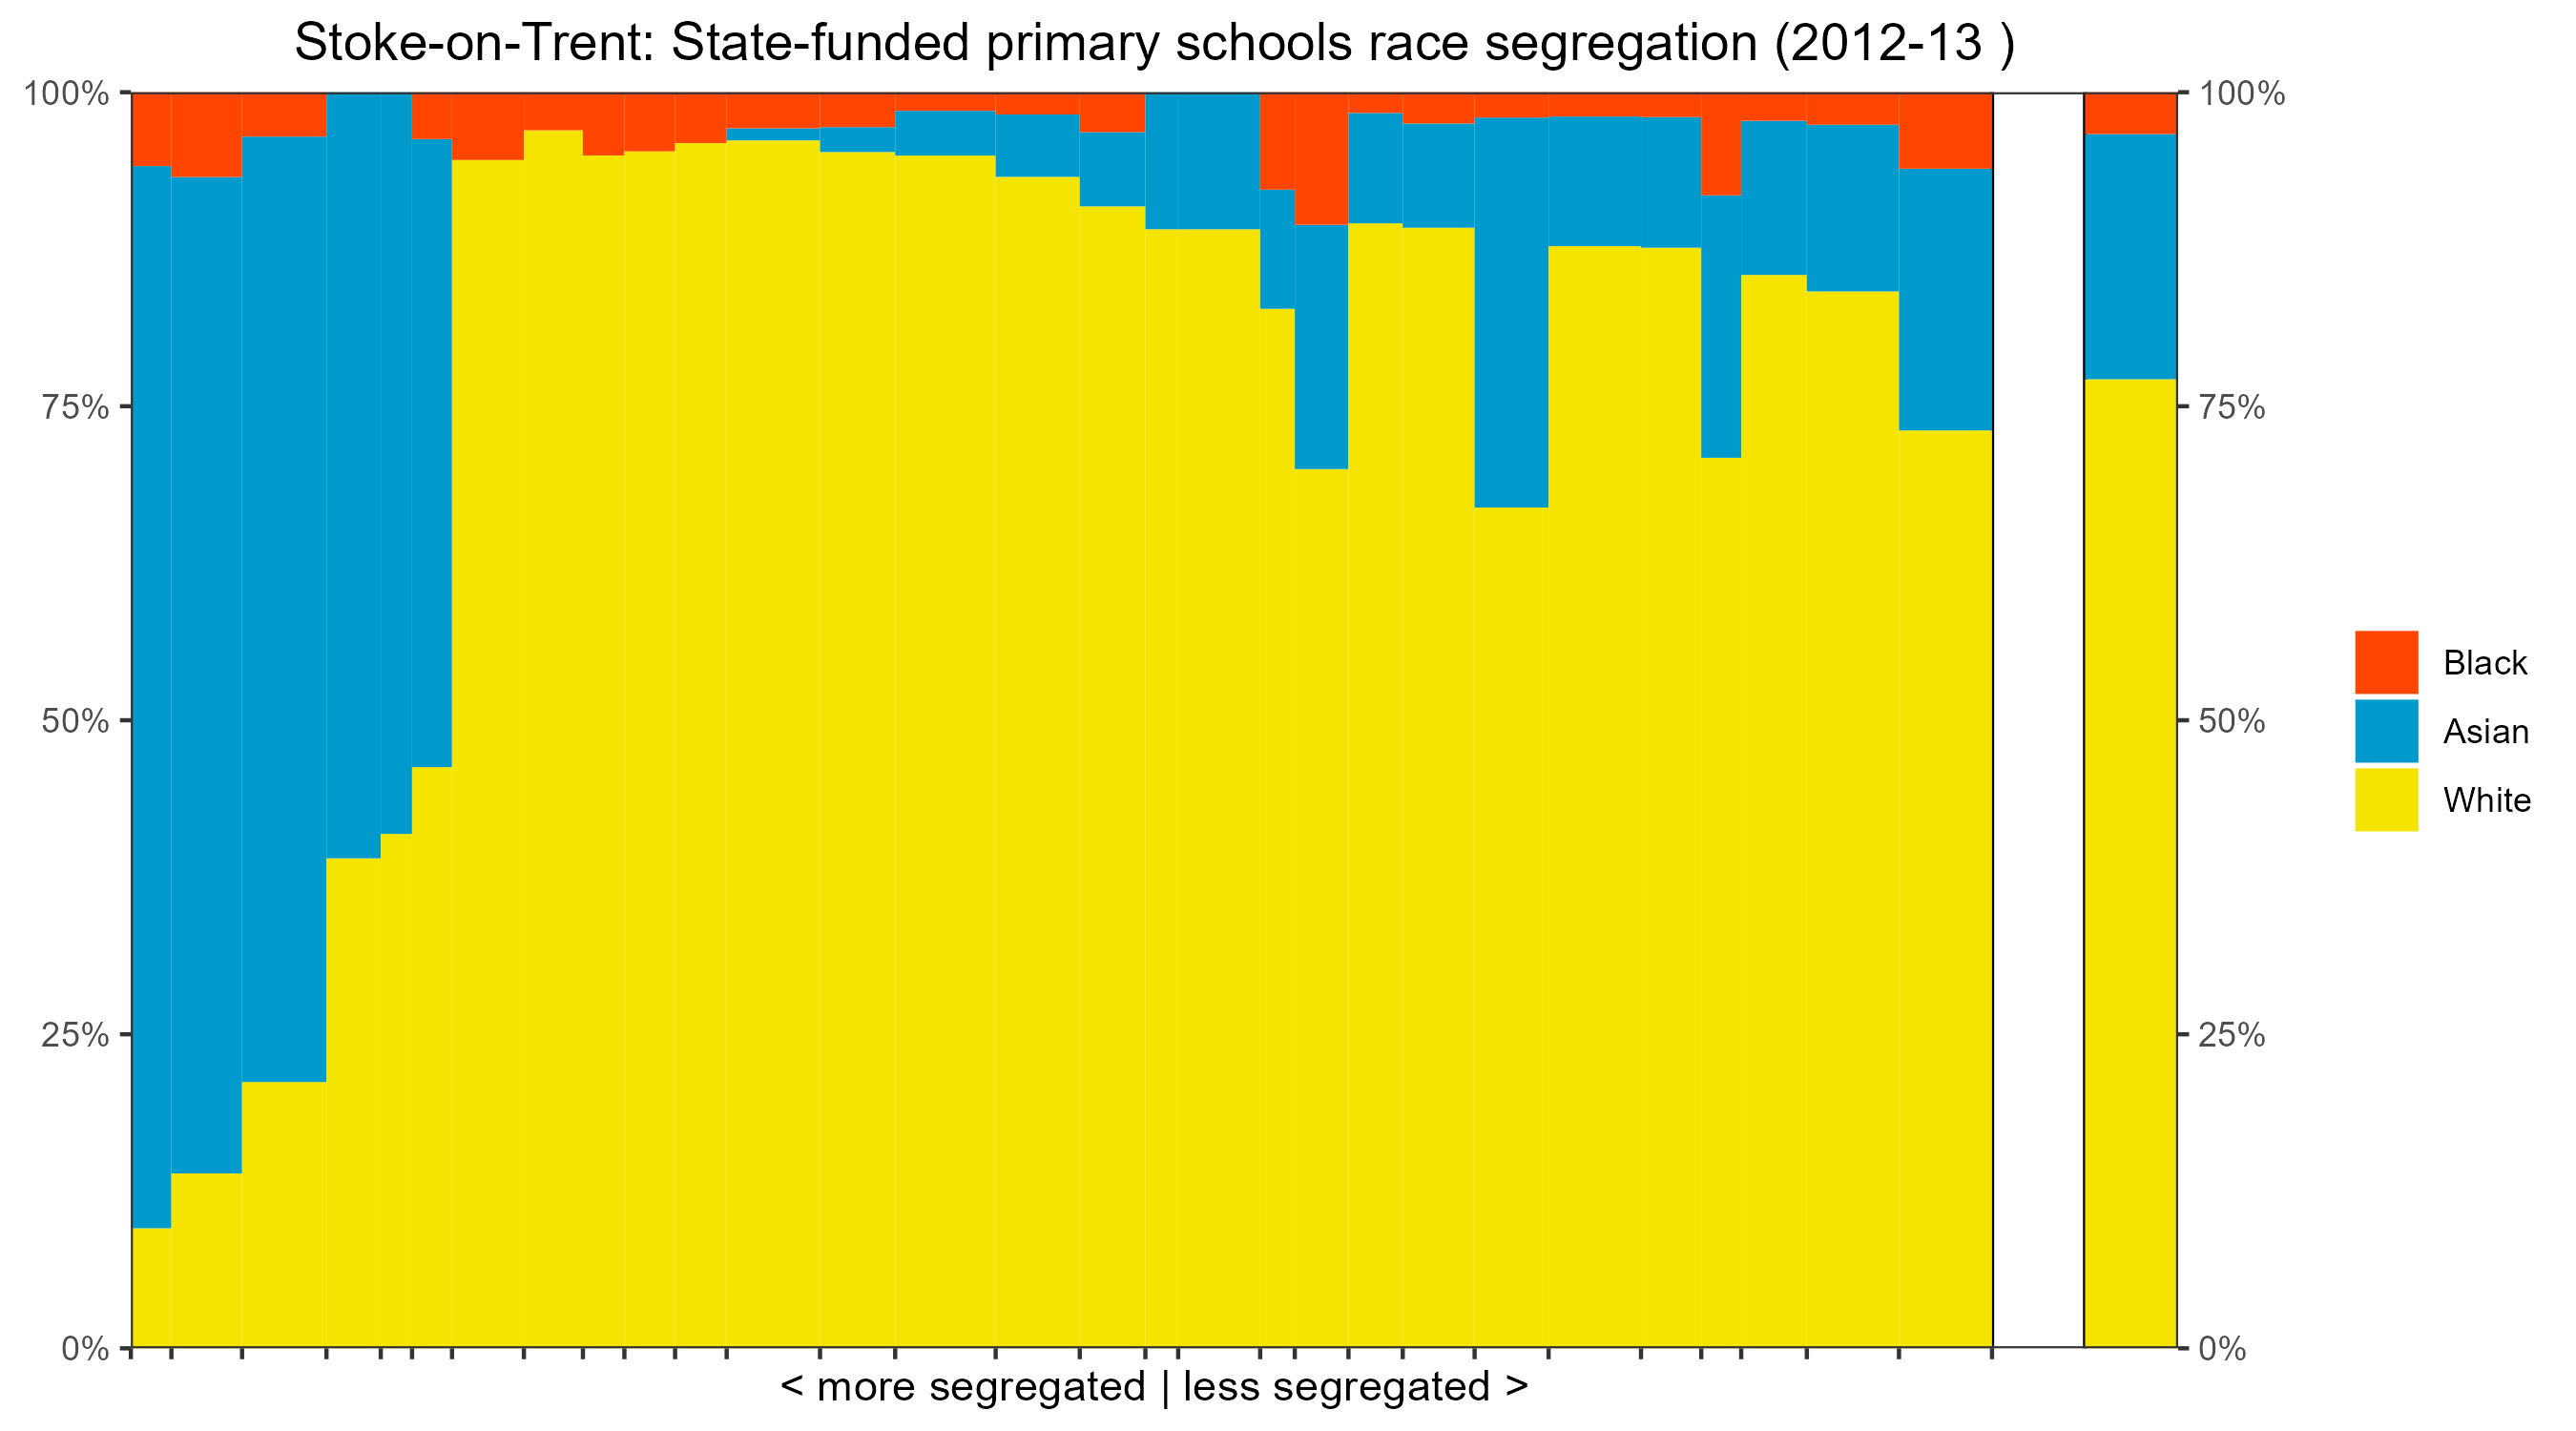 Stoke-on-Trent: State-funded primary schools race segregation (2012-13 )
100%
75%
50%
25%
0%
100%
75%
50%
25%
0%
Black
Asian
White
< more segregated | less segregated >